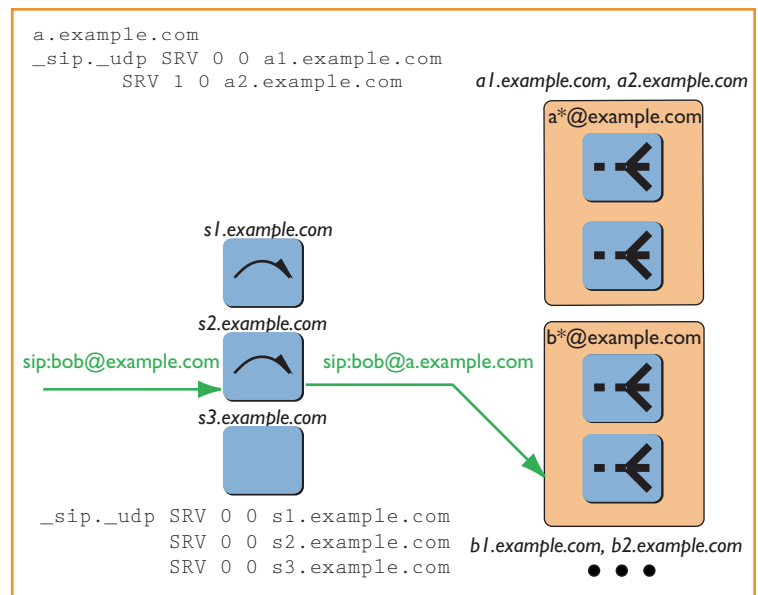 a.example.com
_sip._udp SRV 0 0 a1.example.com
SRV 1 0 a2.example.com
a1.example.com, a2.example.com
a*@example.com
s1.example.com
s2.example.com
sip:bob@example.com
sip:bob@a.example.com
b*@example.com
s3.example.com
_sip._udp SRV 0 0 s1.example.com
SRV 0 0 s2.example.com
SRV 0 0 s3.example.com
b1.example.com, b2.example.com